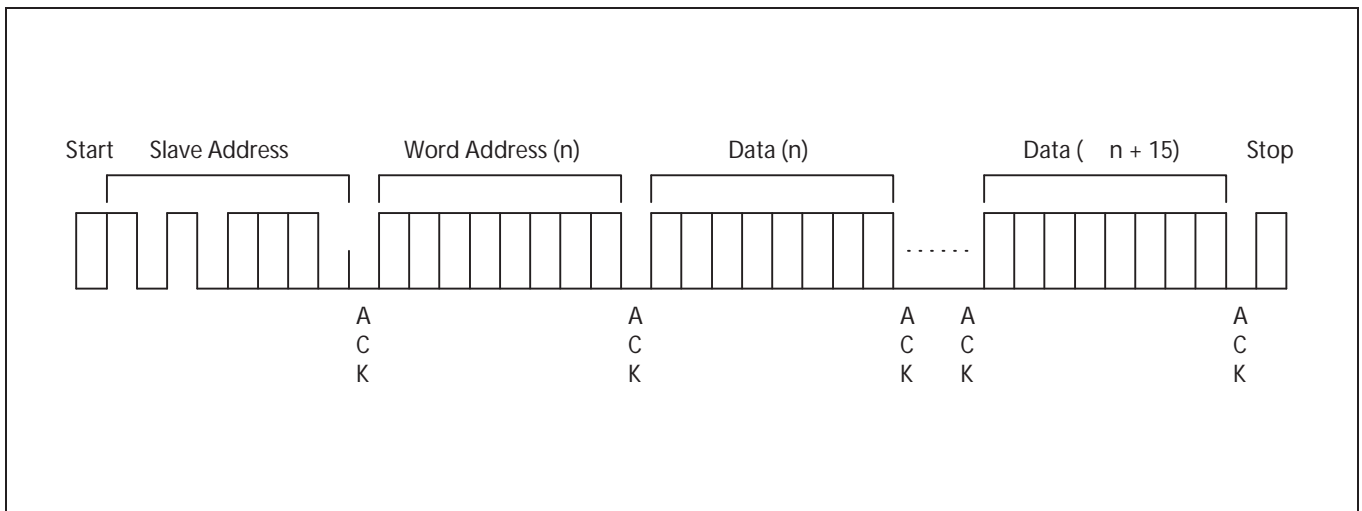 Start Slave Address Word Address (n) Data (n) Data ( n + 15) Stop
......
A A A A A
C C C C C
K K K K K